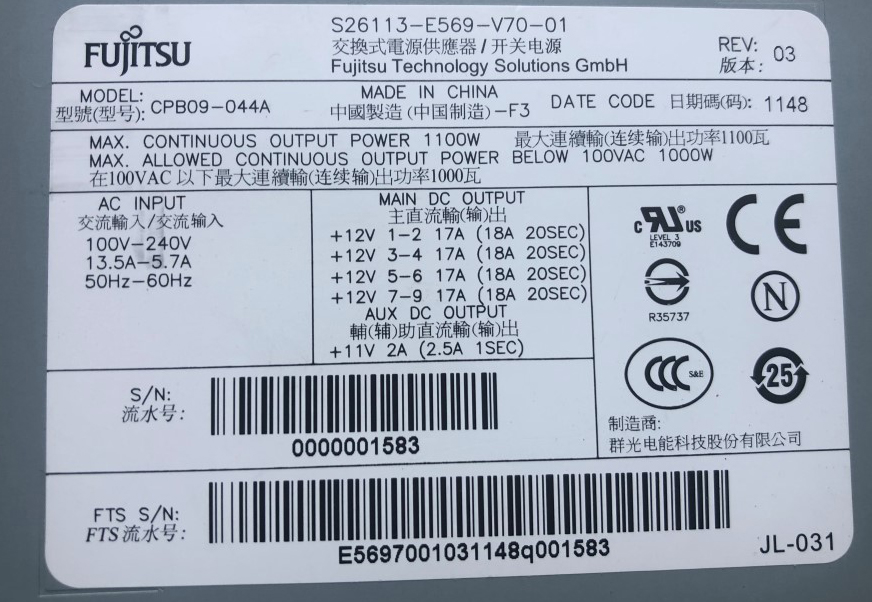 FUJITSU
S26113-E569-V70-01
交換式電源供應器/开关电源
Fujitsu Technology Solutions GmbH
REV: 03
版本:
MODEL: CPB09-044A
型號(型号):
MADE IN CHINA
中國製造(中国制造)-F3
DATE CODE 日期碼(码): 1148
MAX. CONTINUOUS OUTPUT POWER 1100W 最大連續輸(连续输)出功率1100瓦
MAX. ALLOWED CONTINUOUS OUTPUT POWER BELOW 100VAC 1000W
在100VAC 以下最大連續輸(连续输)出功率1000瓦
AC INPUT
交流輸入/交流输入
100V-240V
13.5A-5.7A
50Hz-60Hz
MAIN DC OUTPUT
主直流輸(输)出
+12V 1-2 17A (18A 20SEC)
+12V 3-4 17A (18A 20SEC)
+12V 5-6 17A (18A 20SEC)
+12V 7-9 17A (18A 20SEC)
AUX DC OUTPUT
輔(辅)助直流輸(输)出
+11V 2A (2.5A 1SEC)
c RU ® US
LEVEL 3
E143709
CE
R35737
N
CCC S&E
25
制造商:
群光电能科技股份有限公司
S/N:
流水号:
0000001583
FTS S/N:
FTS 流水号:
E5697001031148q001583
JL-031